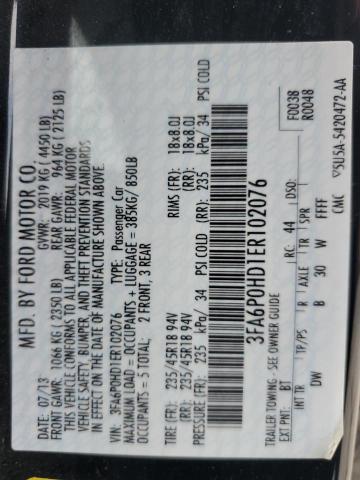 MFD. BY FORD MOTOR CO.
DATE: 07/13 GVWR: 2019 KG ( 4450 LB)
FRONT GAWR: 1066 KG ( 2350 LB) REAR GAWR: 964 KG ( 2125 LB)
THIS VEHICLE CONFORMS TO ALL APPLICABLE FEDERAL MOTOR
VEHICLE SAFETY, BUMPER, AND THEFT PREVENTION STANDARDS
IN EFFECT ON THE DATE OF MANUFACTURE SHOWN ABOVE.
VIN: 3FA6P0HD1ER102076 TYPE: Passenger Car
MAXIMUM LOAD = OCCUPANTS + LUGGAGE = 385KG/ 850LB
OCCUPANTS = 5 TOTAL; 2 FRONT, 3 REAR
TIRE (FR): 235/45R18 94V RIMS (FR): 18x8.0J
(RR): 235/45R18 94V (RR): 18x8.0J
PRESSURE (FR): 235 kPa/ 34 PSI COLD (RR): 235 kPa/ 34 PSI COLD
3FA6P0HD1ER102076
TRAILER TOWING - SEE OWNER GUIDE F0038
EXT PNT: BT RC: 44 DSO: R0048
INT TR TP/PS R AXLE TR SPR
DW B 30 W FFFF
CMC ▽5U5A-5420472-AA